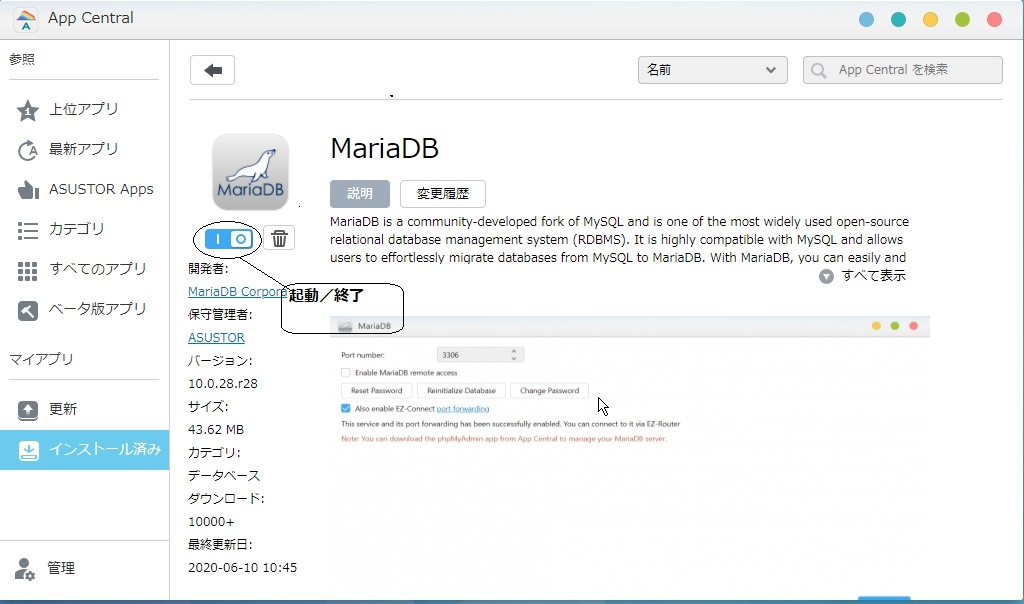 App Central
参照
上位アプリ
最新アプリ
ASUSTOR Apps
カテゴリ
すべてのアプリ
ベータ版アプリ
マイアプリ
更新
インストール済み
管理
名前
App Central を検索
MariaDB
MariaDB
説明
変更履歴
MariaDB is a community-developed fork of MySQL and is one of the most widely used open-source
relational database management system (RDBMS). It is highly compatible with MySQL and allows
users to effortlessly migrate databases from MySQL to MariaDB. With MariaDB, you can easily and
すべて表示
起動／終了
開発者:
MariaDB Corpora
保守管理者:
ASUSTOR
バージョン:
10.0.28.r28
サイズ:
43.62 MB
カテゴリ:
データベース
ダウンロード:
10000+
最終更新日:
2020-06-10 10:45
MariaDB
Port number:
3306
Enable MariaDB remote access
Reset Password
Reinitialize Database
Change Password
Also enable EZ-Connect port forwarding
This service and its port forwarding has been successfully enabled. You can connect to it via EZ-Router
Note: You can download the phpMyAdmin app from App Central to manage your MariaDB server.